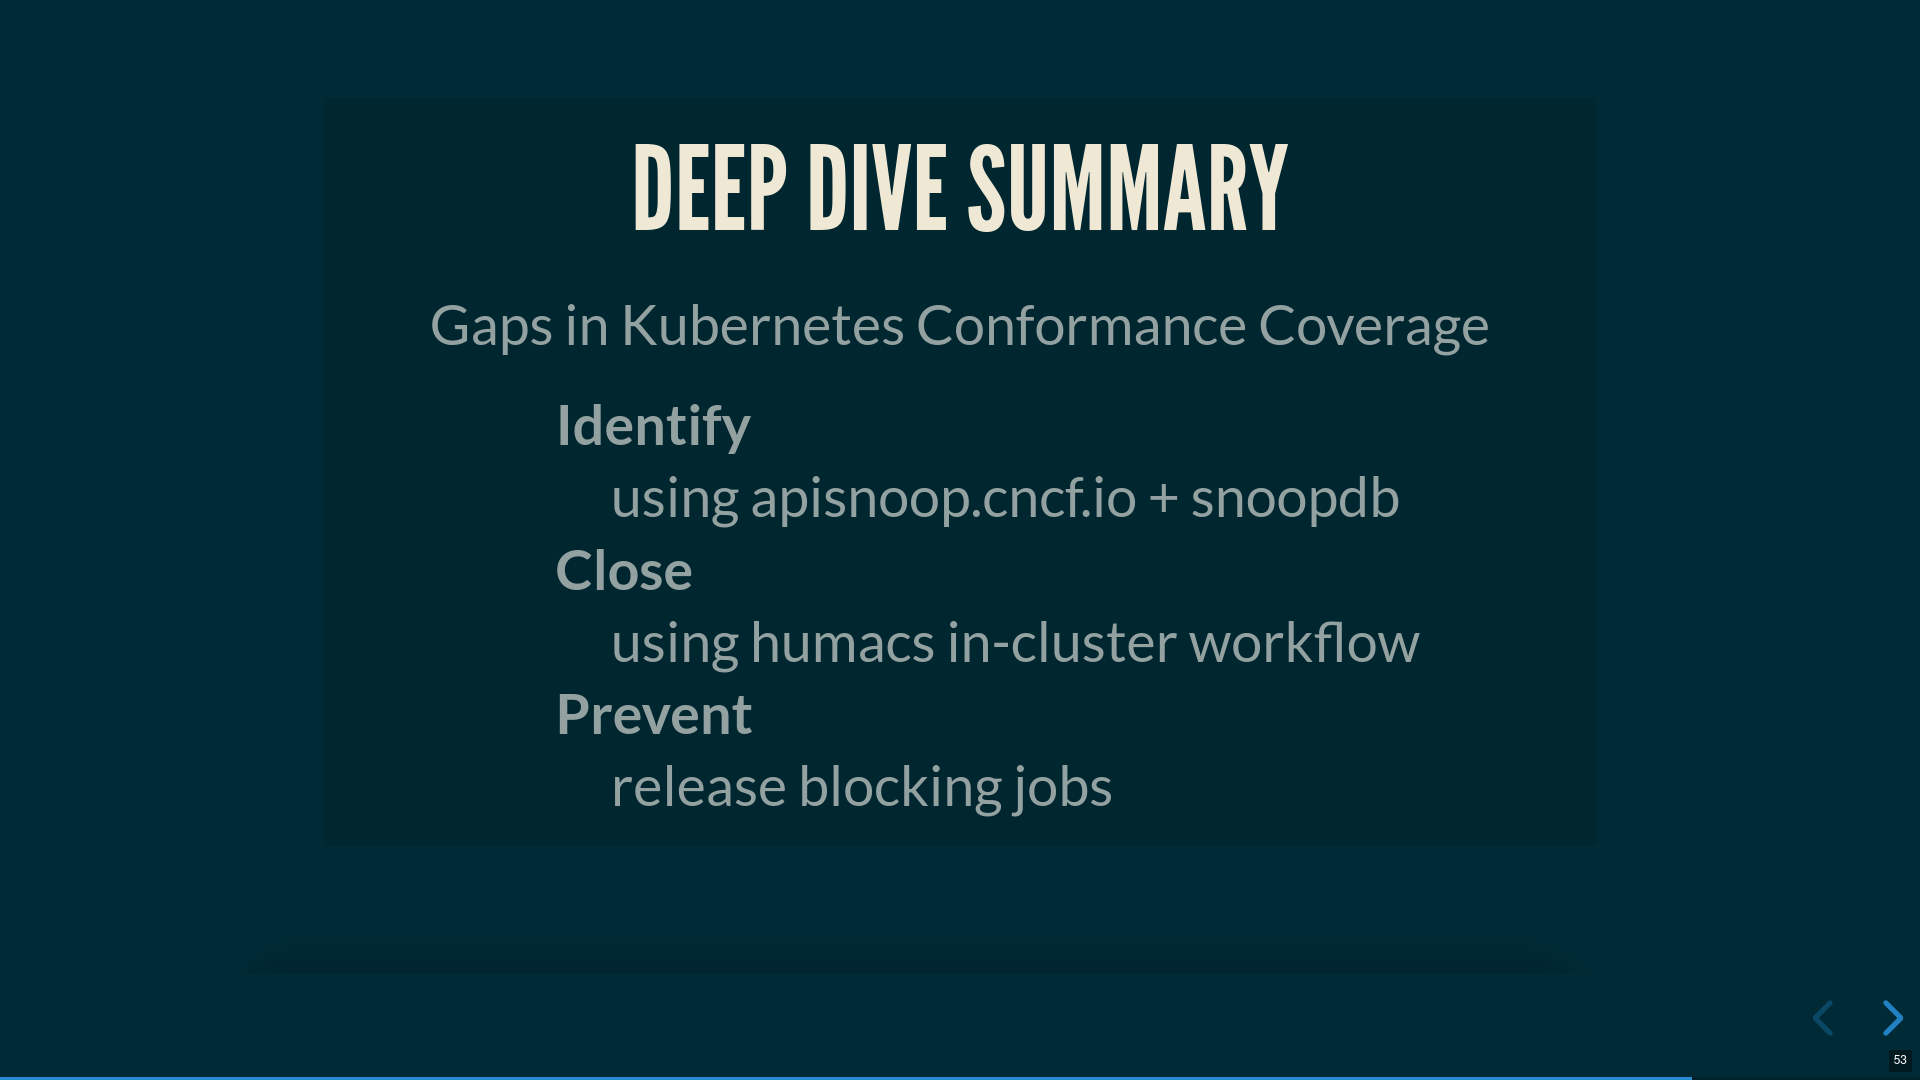 DEEP DIVE SUMMARY
Gaps in Kubernetes Conformance Coverage
Identify
using apisnoop.cncf.io + snoopdb
Close
using humacs in-cluster workflow
Prevent
release blocking jobs
53